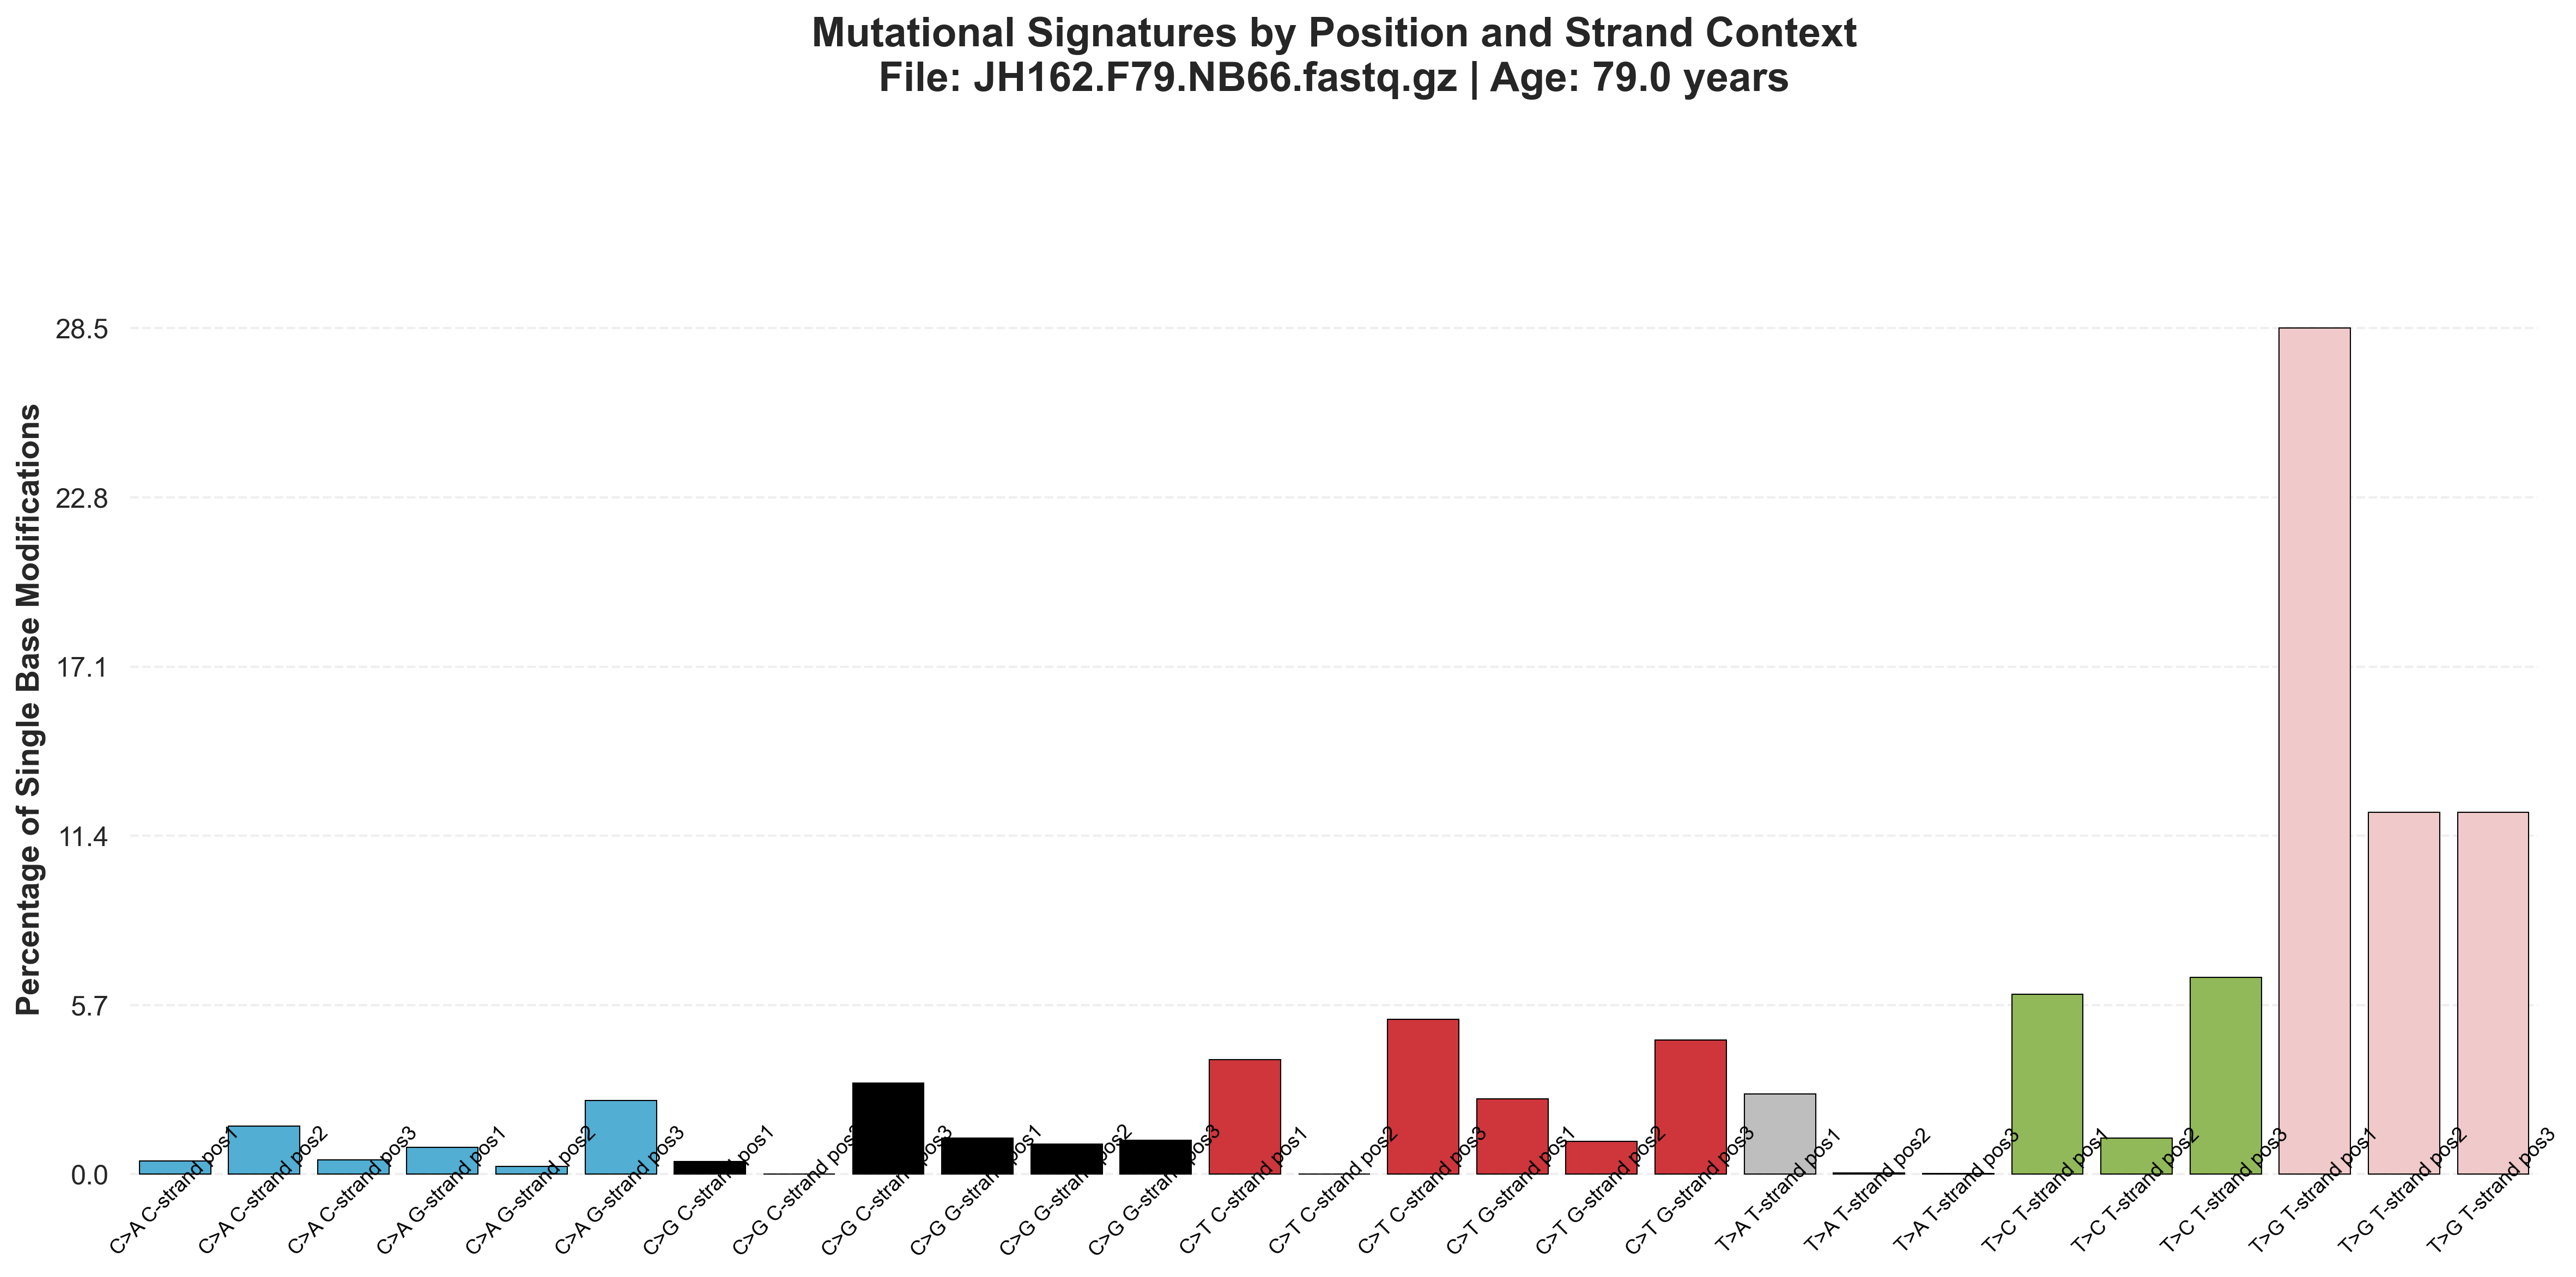 Mutational Signatures by Position and Strand Context
File: JH162.F79.NB66.fastq.gz | Age: 79.0 years
Percentage of Single Base Modifications
28.5
22.8
17.1
11.4
5.7
0.0
C>A C-strand pos1
C>A C-strand pos2
C>A C-strand pos3
C>A G-strand pos1
C>A G-strand pos2
C>A G-strand pos3
C>G C-strand pos1
C>G C-strand pos2
C>G C-strand pos3
C>G G-strand pos1
C>G G-strand pos2
C>G G-strand pos3
C>T C-strand pos1
C>T C-strand pos2
C>T C-strand pos3
C>T G-strand pos1
C>T G-strand pos2
C>T G-strand pos3
T>A T-strand pos1
T>A T-strand pos2
T>A T-strand pos3
T>C T-strand pos1
T>C T-strand pos2
T>C T-strand pos3
T>G T-strand pos1
T>G T-strand pos2
T>G T-strand pos3